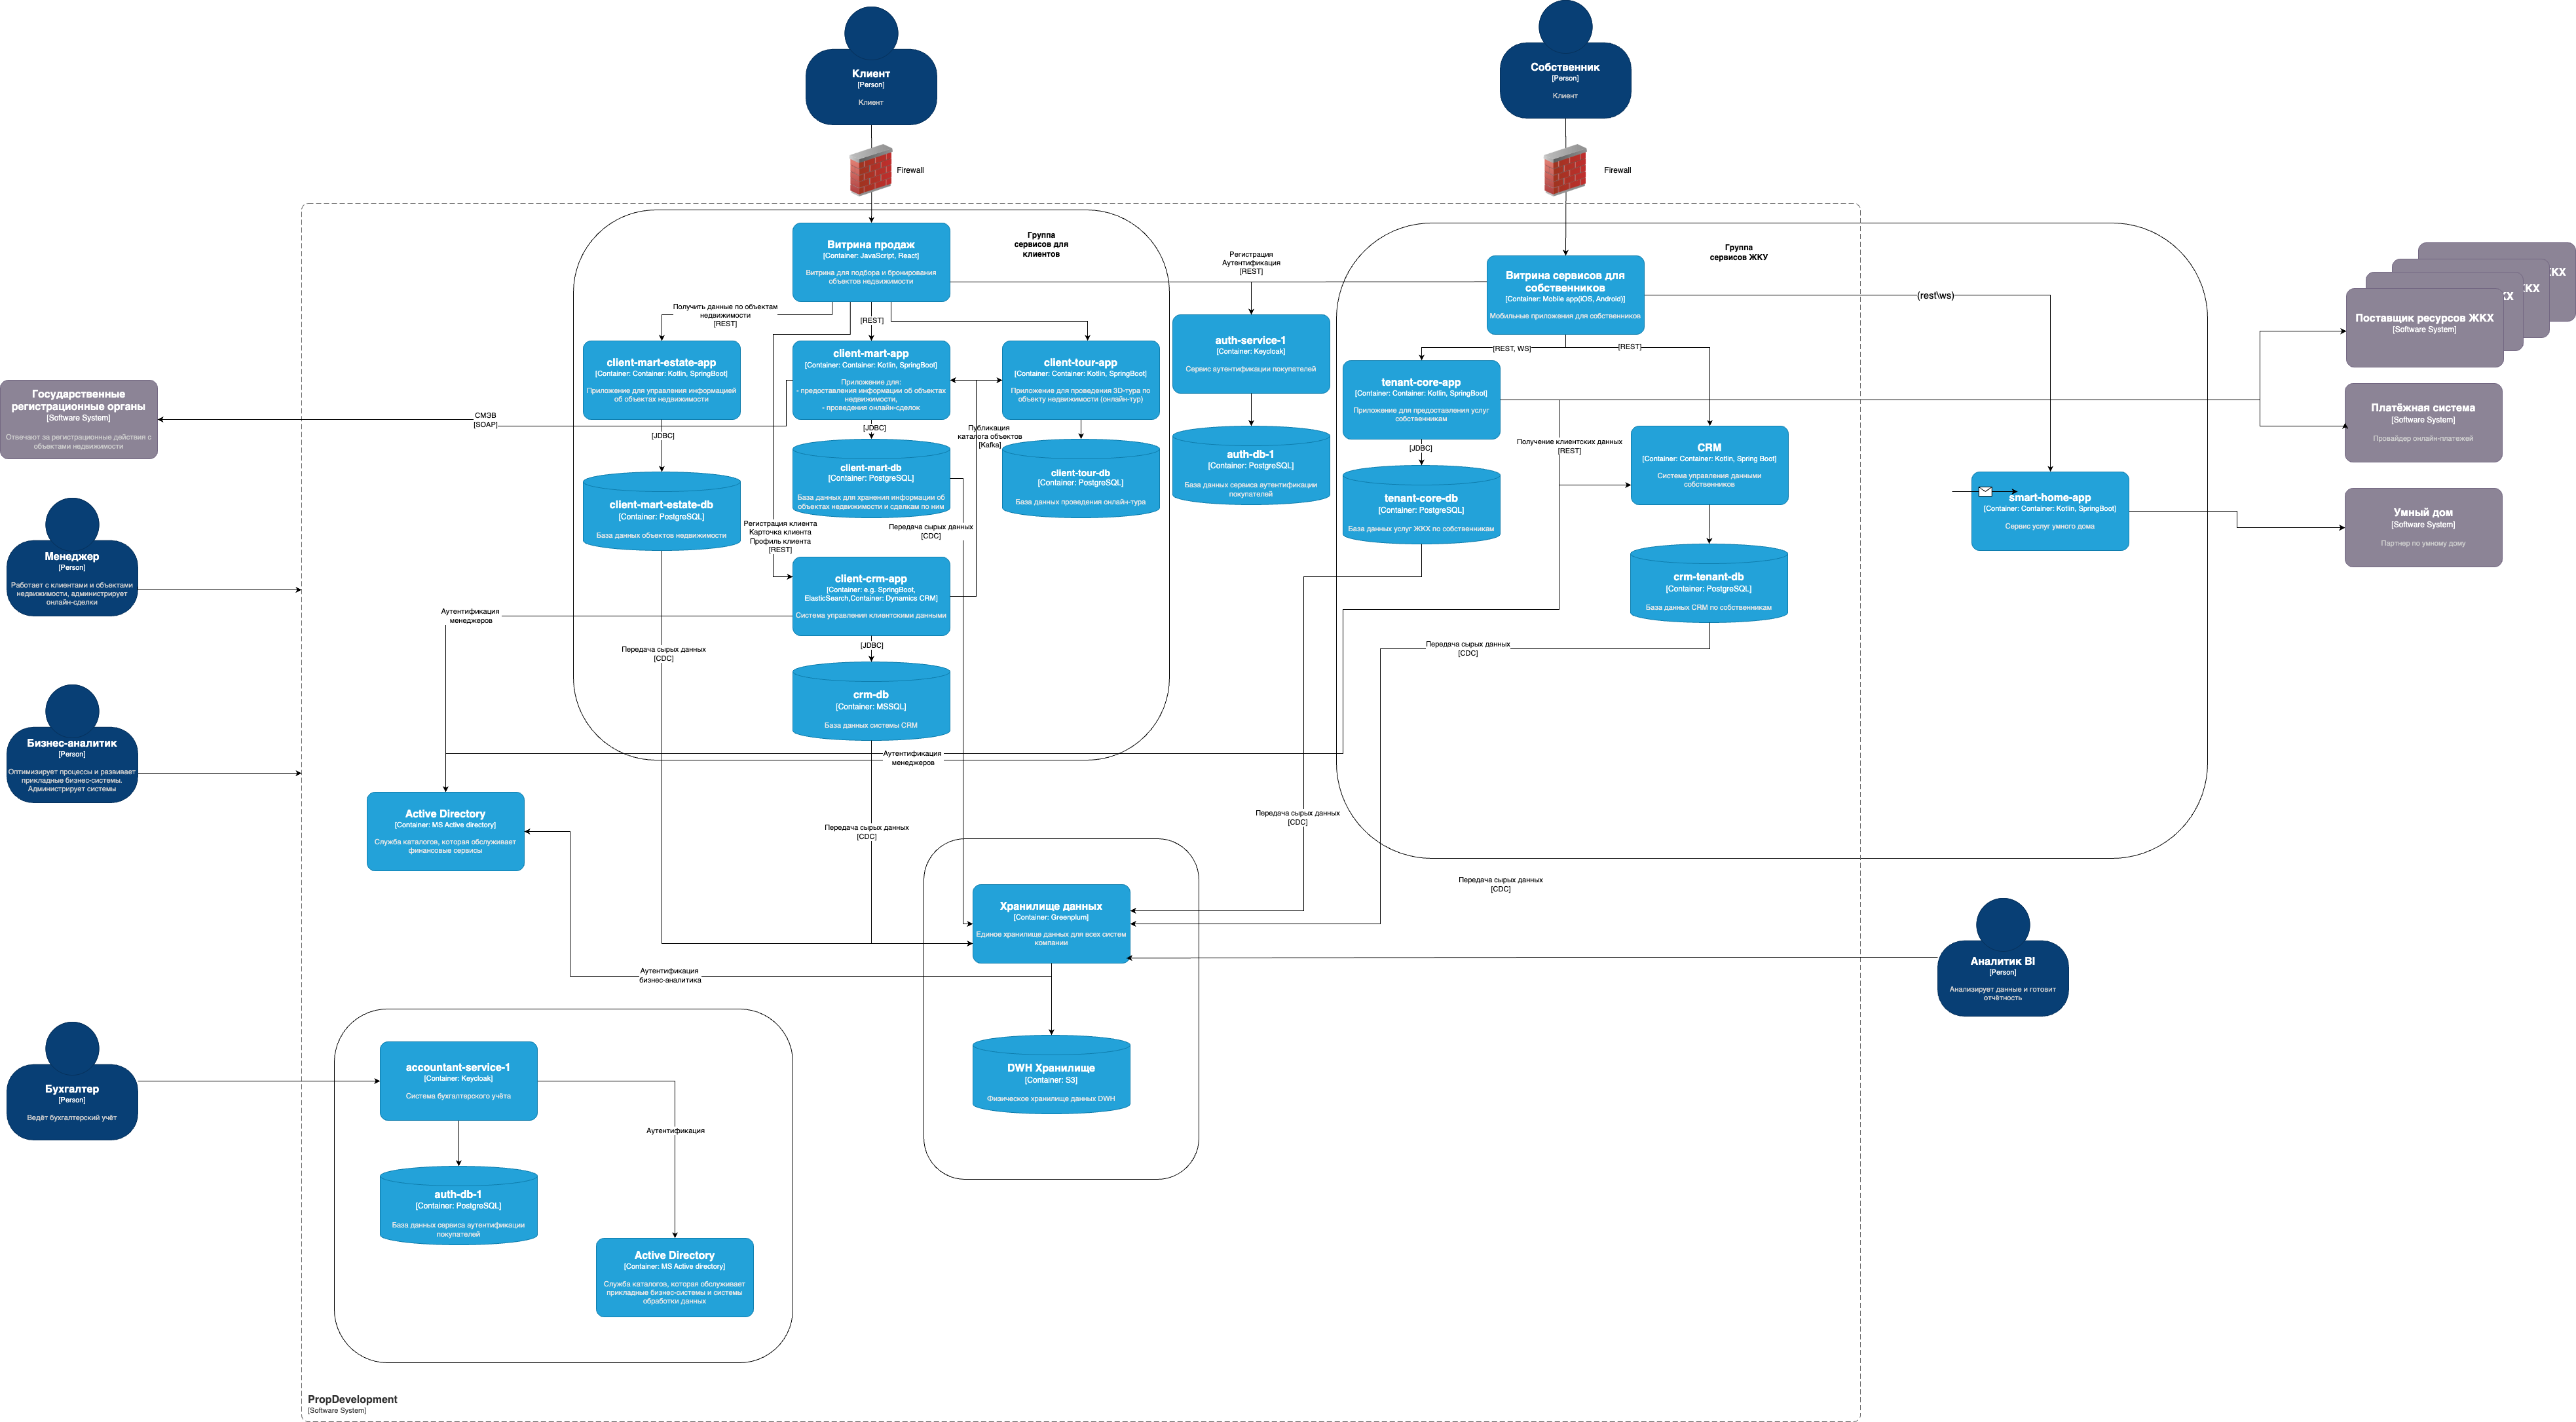 Клиент
[Person]
Клиент
Собственник
[Person]
Клиент
Firewall
Firewall
Группа
сервисов для
клиентов
Витрина продаж
[Container: JavaScript, React]
Витрина для подбора и бронирования
объектов недвижимости
Регистрация
Аутентификация
[REST]
Группа
сервисов ЖКУ
Витрина сервисов для
собственников
[Container: Mobile app(iOS, Android)]
Мобильные приложения для собственников
(rest\ws)
ЖКХ
ЖКХ
КХ
Поставщик ресурсов ЖКХ
[Software System]
Получить данные по объектам
недвижимости
[REST]
[REST]
client-mart-estate-app
[Container: Container: Kotlin, SpringBoot]
Приложение для управления информацией
об объектах недвижимости
client-mart-app
[Container: Container: Kotlin, SpringBoot]
Приложение для:
- предоставления информации об объектах
недвижимости,
- проведения онлайн-сделок
client-tour-app
[Container: Container: Kotlin, SpringBoot]
Приложение для проведения 3D-тура по
объекту недвижимости (онлайн-тур)
auth-service-1
[Container: Keycloak]
Сервис аутентификации покупателей
[REST, WS]
[REST]
tenant-core-app
[Container: Container: Kotlin, SpringBoot]
Приложение для предоставления услуг
собственникам
Государственные
регистрационные органы
[Software System]
Отвечают за регистрационные действия с
объектами недвижимости
СМЭВ
[SOAP]
Платёжная система
[Software System]
Провайдер онлайн-платежей
[JDBC]
[JDBC]
Публикация
каталога объектов
[Kafka]
[JDBC]
Получение клиентских данных
[REST]
client-mart-estate-db
[Container: PostgreSQL]
База данных объектов недвижимости
client-mart-db
[Container: PostgreSQL]
База данных для хранения информации об
объектах недвижимости и сделкам по ним
client-tour-db
[Container: PostgreSQL]
База данных проведения онлайн-тура
auth-db-1
[Container: PostgreSQL]
База данных сервиса аутентификации
покупателей
tenant-core-db
[Container: PostgreSQL]
База данных услуг ЖКХ по собственникам
CRM
[Container: Container: Kotlin, Spring Boot]
Система управления данными
собственников
smart-home-app
[Container: Container: Kotlin, SpringBoot]
Сервис услуг умного дома
Умный дом
[Software System]
Партнер по умному дому
Регистрация клиента
Карточка клиента
Профиль клиента
[REST]
Передача сырых данных
[CDC]
Менеджер
[Person]
Работает с клиентами и объектами
недвижимости, администрирует
онлайн-сделки
client-crm-app
[Container: e.g. SpringBoot,
ElasticSearch,Container: Dynamics CRM]
Система управления клиентскими данными
crm-tenant-db
[Container: PostgreSQL]
База данных CRM по собственникам
Аутентификация
менеджеров
Передача сырых данных
[CDC]
[JDBC]
Передача сырых данных
[CDC]
crm-db
[Container: MSSQL]
База данных системы CRM
Бизнес-аналитик
[Person]
Оптимизирует процессы и развивает
прикладные бизнес-системы.
Администрирует системы
Аутентификация
менеджеров
Active Directory
[Container: MS Active directory]
Служба каталогов, которая обслуживает
финансовые сервисы
Передача сырых данных
[CDC]
Передача сырых данных
[CDC]
Передача сырых данных
[CDC]
Хранилище данных
[Container: Greenplum]
Единое хранилище данных для всех систем
компании
Аналитик BI
[Person]
Анализирует данные и готовит
отчётность
Аутентификация
бизнес-аналитика
DWH Хранилище
[Container: S3]
Физическое хранилище данных DWH
Бухгалтер
[Person]
Ведёт бухгалтерский учёт
accountant-service-1
[Container: Keycloak]
Система бухгалтерского учёта
Аутентификация
auth-db-1
[Container: PostgreSQL]
База данных сервиса аутентификации
покупателей
Active Directory
[Container: MS Active directory]
Служба каталогов, которая обслуживает
прикладные бизнес-системы и системы
обработки данных
PropDevelopment
[Software System]